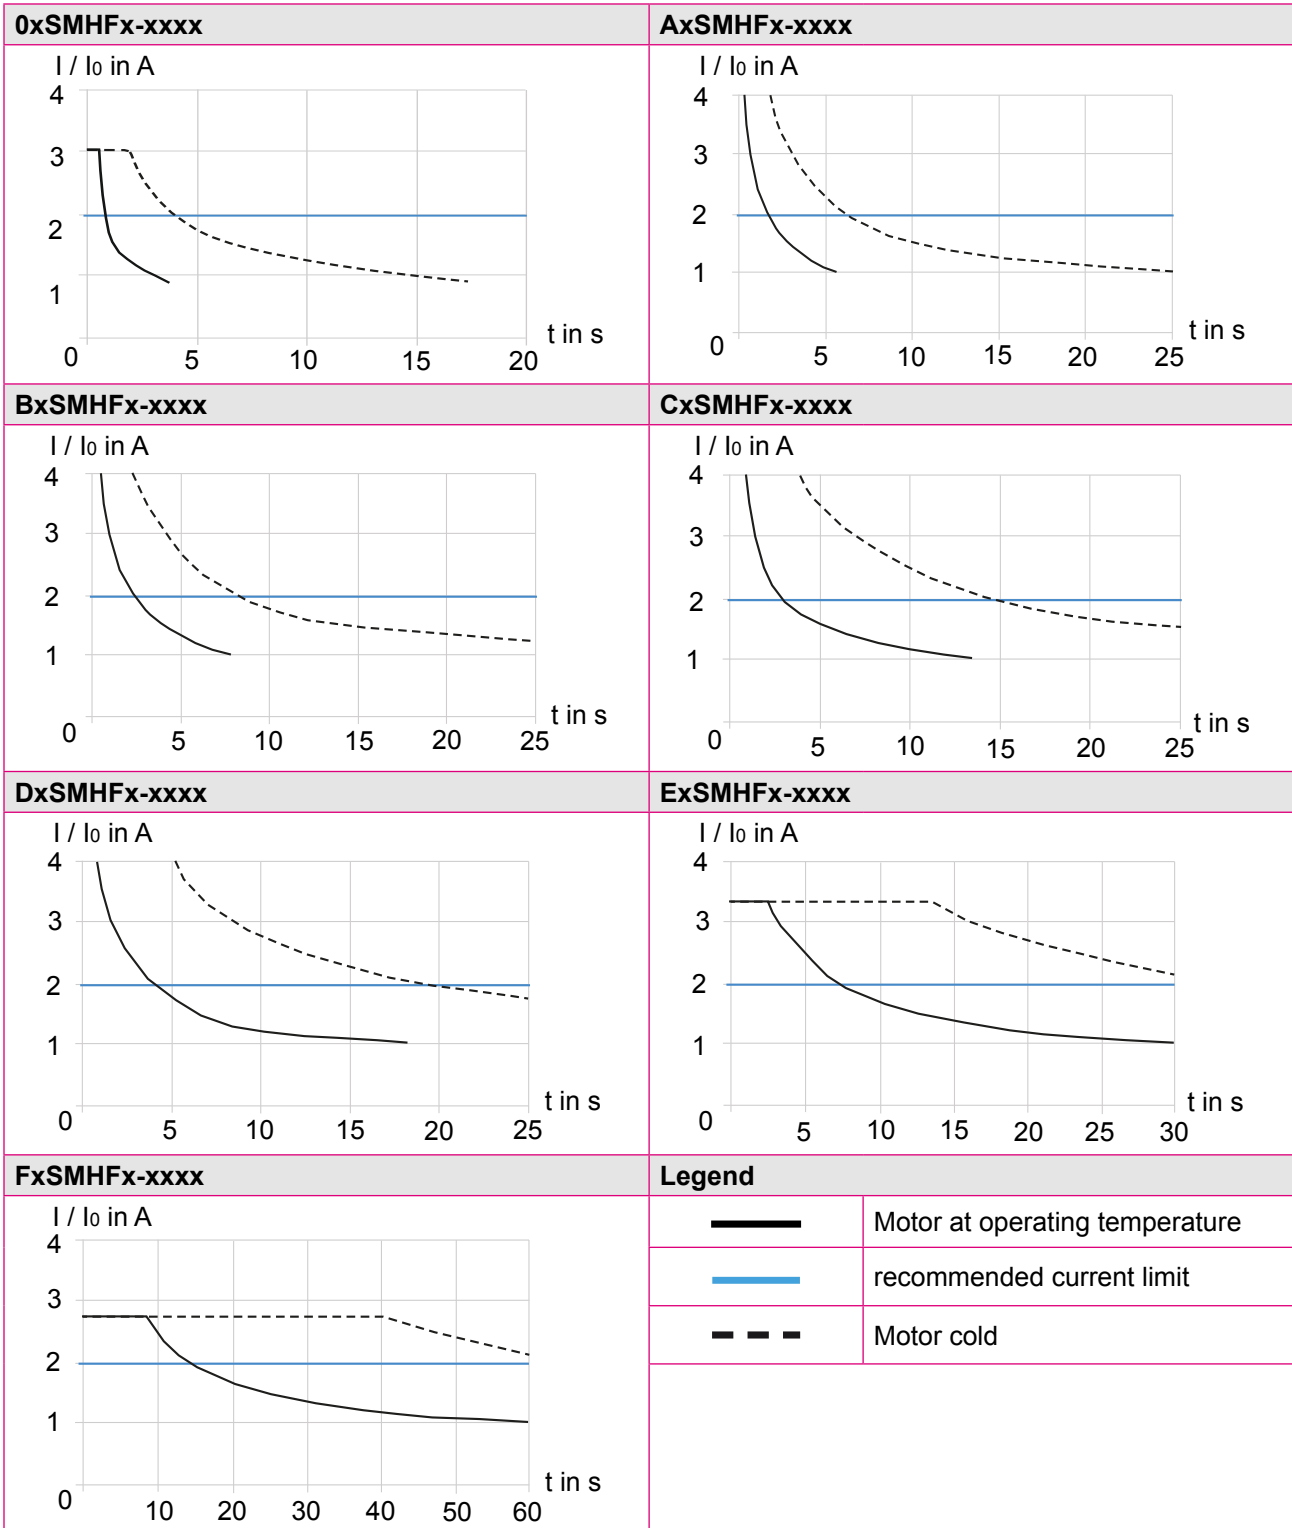 0xSMHFx-xxxx
I / I0 in A
4
3
2
1
0
5
10
15
20
t in s
AxSMHFx-xxxx
I / I0 in A
4
3
2
1
0
5
10
15
20
25
t in s
BxSMHFx-xxxx
I / I0 in A
4
3
2
1
0
5
10
15
20
25
t in s
CxSMHFx-xxxx
I / I0 in A
4
3
2
1
0
5
10
15
20
25
t in s
DxSMHFx-xxxx
I / I0 in A
4
3
2
1
0
5
10
15
20
25
t in s
ExSMHFx-xxxx
I / I0 in A
4
3
2
1
0
5
10
15
20
25
30
t in s
FxSMHFx-xxxx
I / I0 in A
4
3
2
1
0
10
20
30
40
50
60
t in s
Legend
Motor at operating temperature
recommended current limit
Motor cold